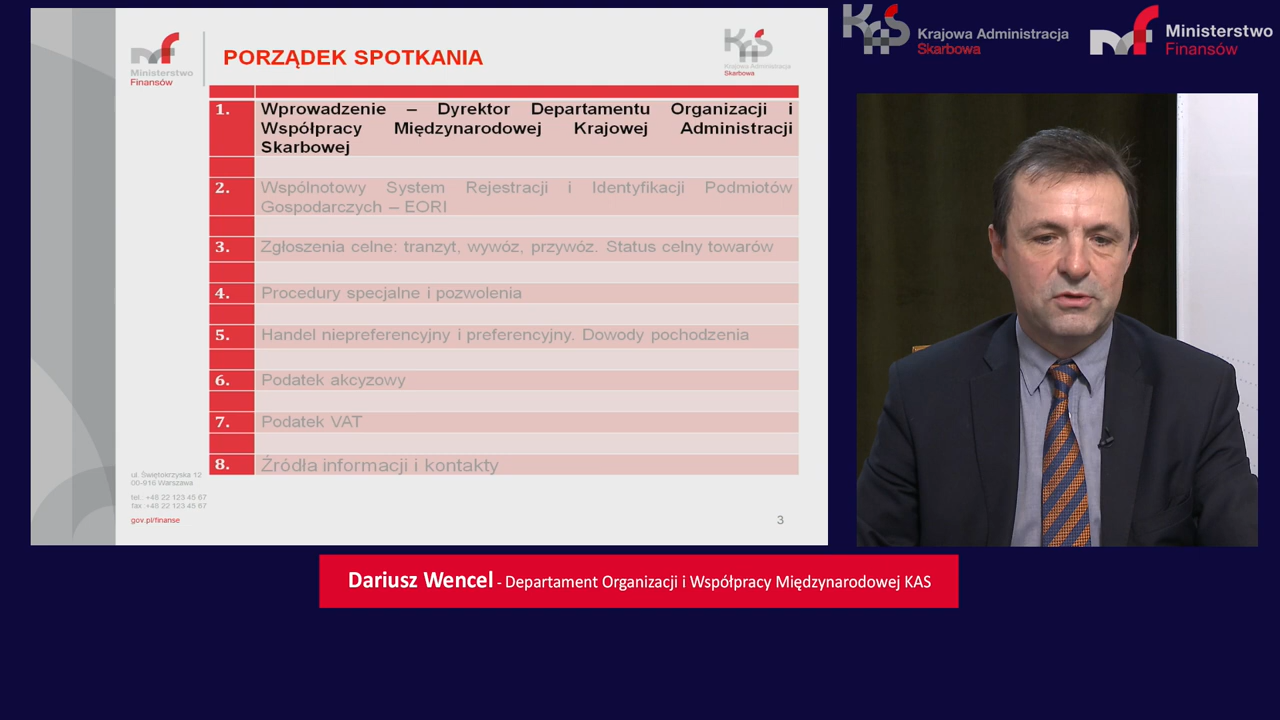 Ministerstwo
Finansów
PORZĄDEK SPOTKANIA
Krajowa Administracja
Skarbowa
1. Wprowadzenie – Dyrektor Departamentu Organizacji i
Współpracy Międzynarodowej Krajowej Administracji
Skarbowej
2. Wspólnotowy System Rejestracji i Identyfikacji Podmiotów
Gospodarczych – EORI
3. Zgłoszenia celne: tranzyt, wywóz, przywóz. Status celny towarów
4. Procedury specjalne i pozwolenia
5. Handel niepreferencyjny i preferencyjny. Dowody pochodzenia
6. Podatek akcyzowy
7. Podatek VAT
8. Źródła informacji i kontakty
ul. Świętokrzyska 12
00-916 Warszawa
tel.: +48 22 123 45 67
fax: +48 22 123 45 67
gov.pl/finanse
3
KAS Krajowa Administracja
Skarbowa
mf Ministerstwo
Finansów
Dariusz Wencel - Departament Organizacji i Współpracy Międzynarodowej KAS